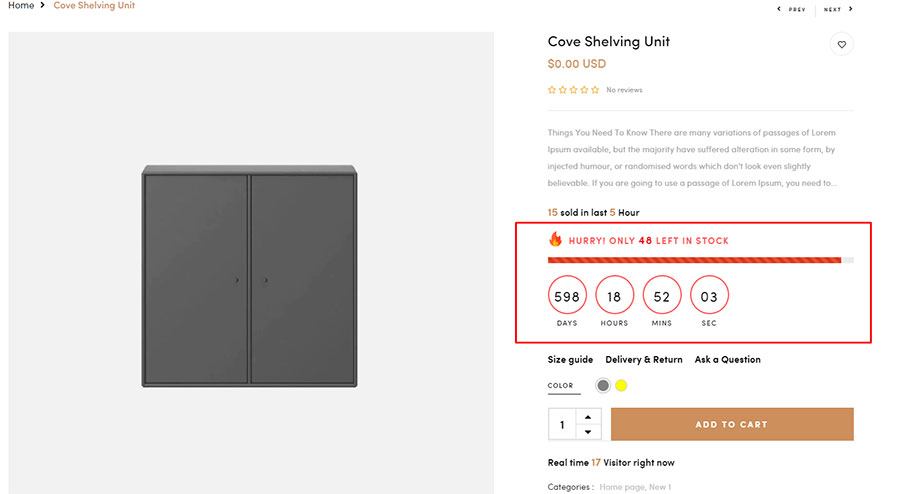 Home > Cove Shelving Unit
< PREV | NEXT >
Cove Shelving Unit
$0.00 USD
No reviews
Things You Need To Know There are many variations of passages of Lorem
Ipsum available, but the majority have suffered alteration in some form, by
injected humour, or randomised words which don't look even slightly
believable. If you are going to use a passage of Lorem Ipsum, you need to...
15 sold in last 5 Hour
HURRY! ONLY 48 LEFT IN STOCK
598 18 52 03
DAYS HOURS MINS SEC
Size guide Delivery & Return Ask a Question
COLOR
1 ADD TO CART
Real time 17 Visitor right now
Categories : Home page, New 1